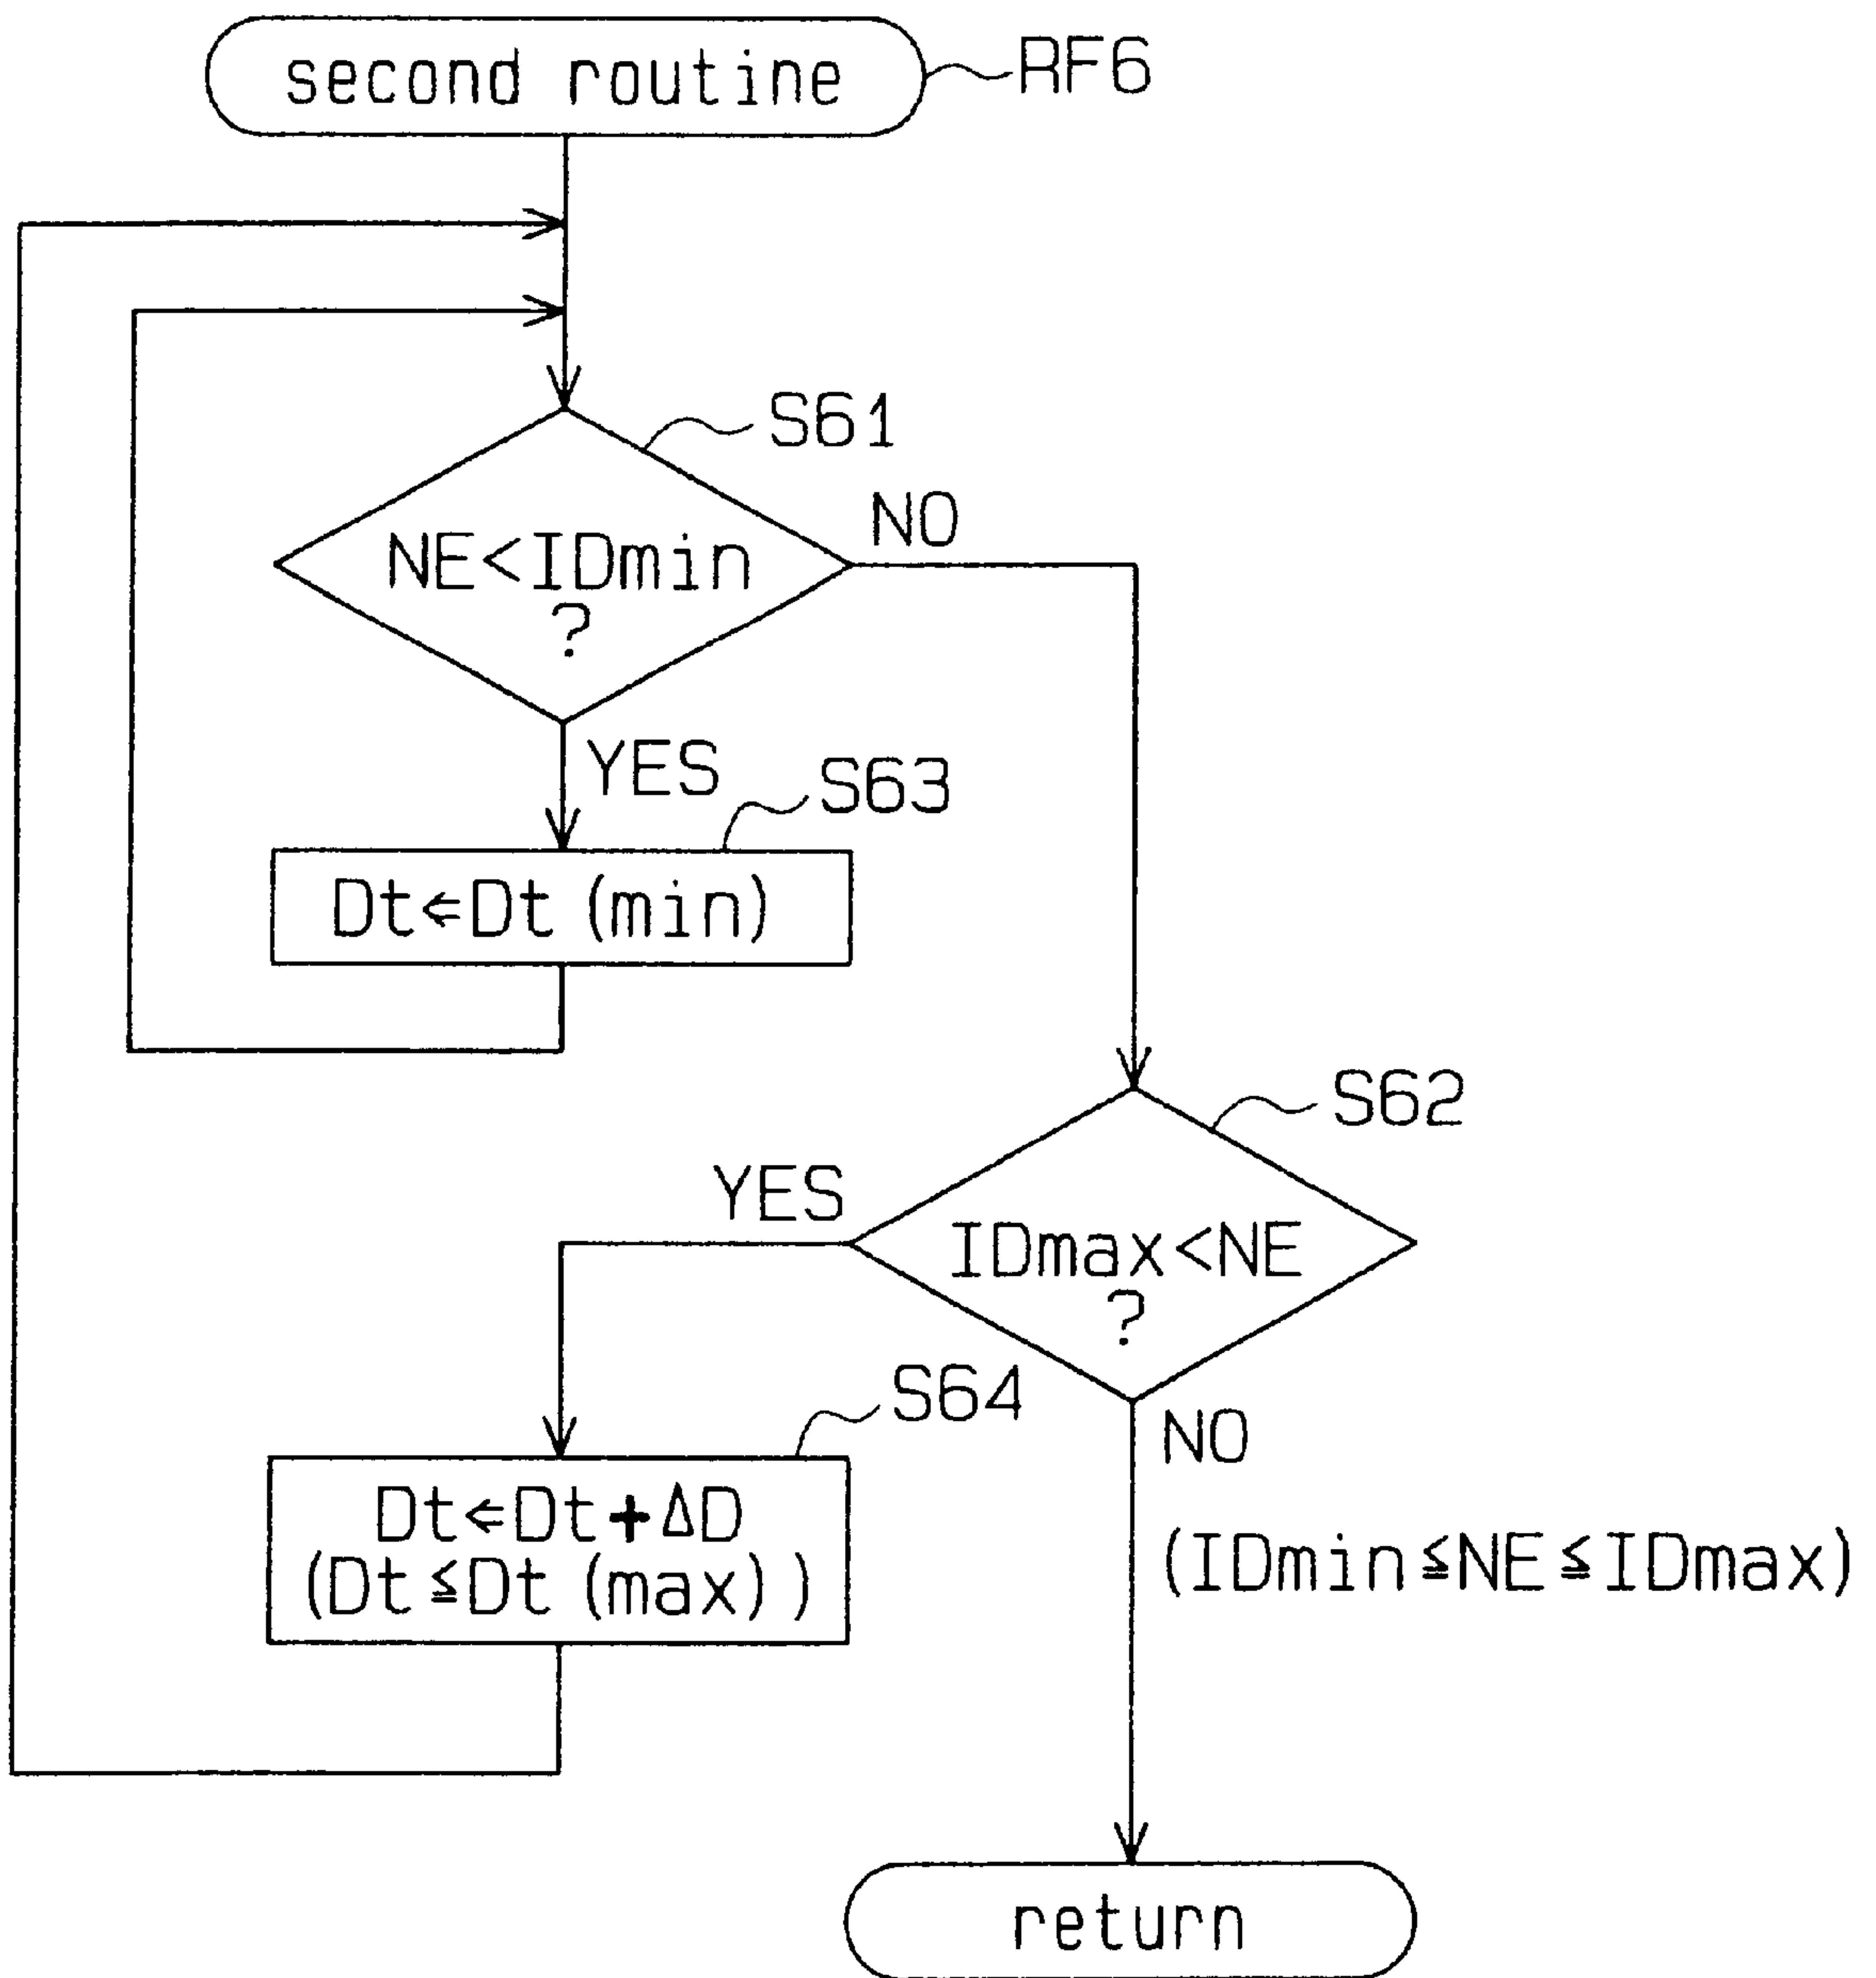 second routine
RF6
S61
NO
NE<IDmin
?
YES
S63
Dt⇐Dt (min)
S62
YES
IDmax<NE
?
S64
NO
Dt⇐Dt+ΔD
(Dt≦Dt (max))
(IDmin≦NE≦IDmax)
return